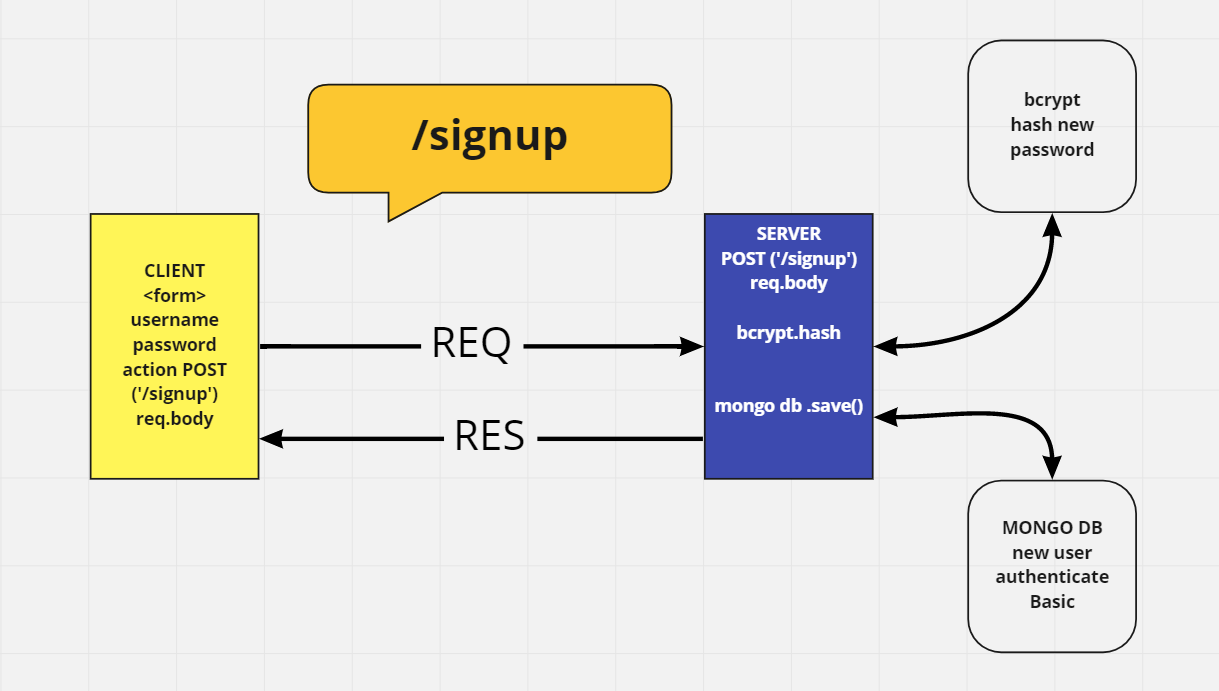 /signup
CLIENT
<form>
username
password
action POST
('/signup')
req.body
REQ
RES
SERVER
POST ('/signup')
req.body
bcrypt.hash
mongo db .save()
bcrypt
hash new
password
MONGO DB
new user
authenticate
Basic